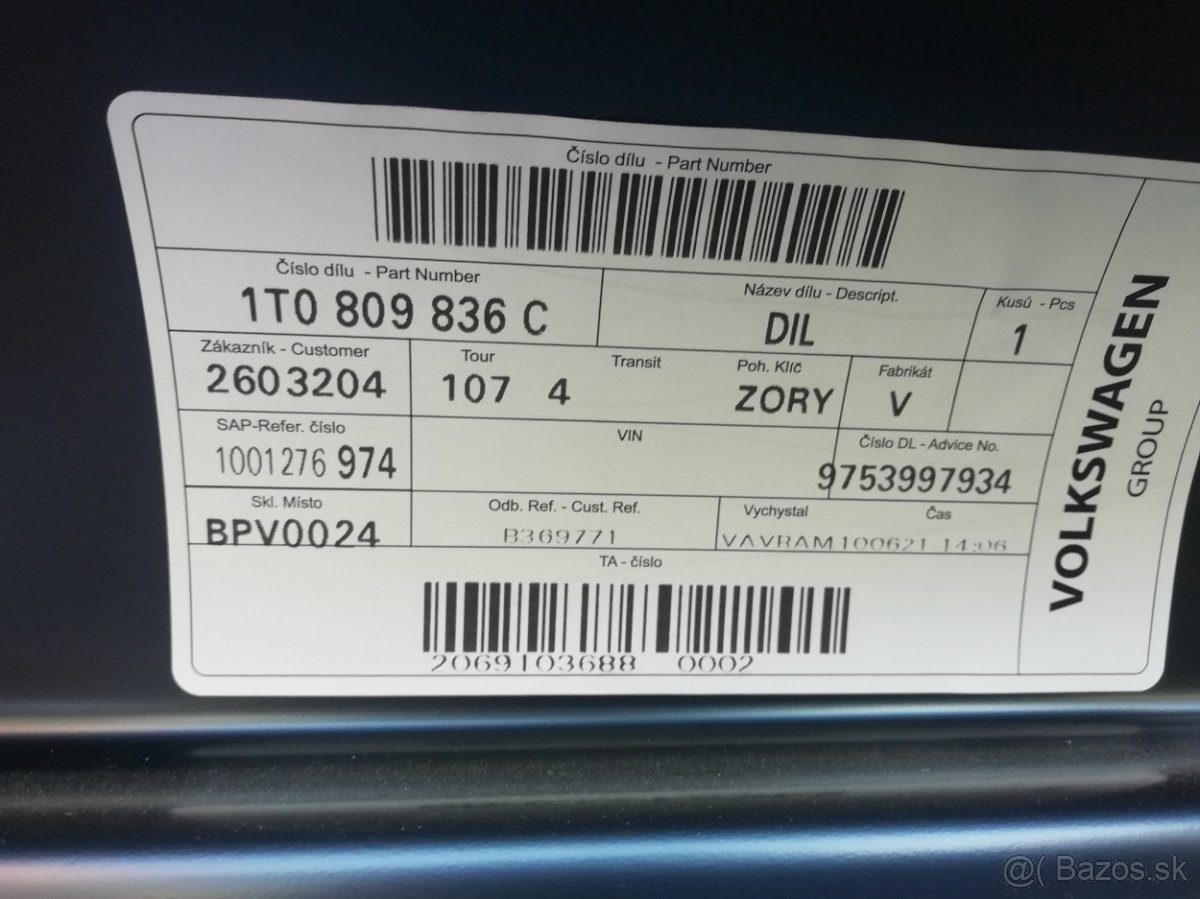 Číslo dílu - Part Number
Číslo dílu - Part Number
1T0 809 836 C
Název dílu - Descript.
DIL
Kusů - Pcs
1
Zákazník - Customer
2603204
Tour
107 4
Transit
Poh. Klíč
ZORY
Fabrikát
V
SAP-Refer. číslo
1001276 974
VIN
Číslo DL - Advice No.
9753997934
Skl. Místo
BPV0024
Odb. Ref. - Cust. Ref.
B369771
Vychystal
Čas
VAVRAM100621 14:06
TA - číslo
2069103688 0002
VOLKSWAGEN
GROUP
@( Bazos.sk